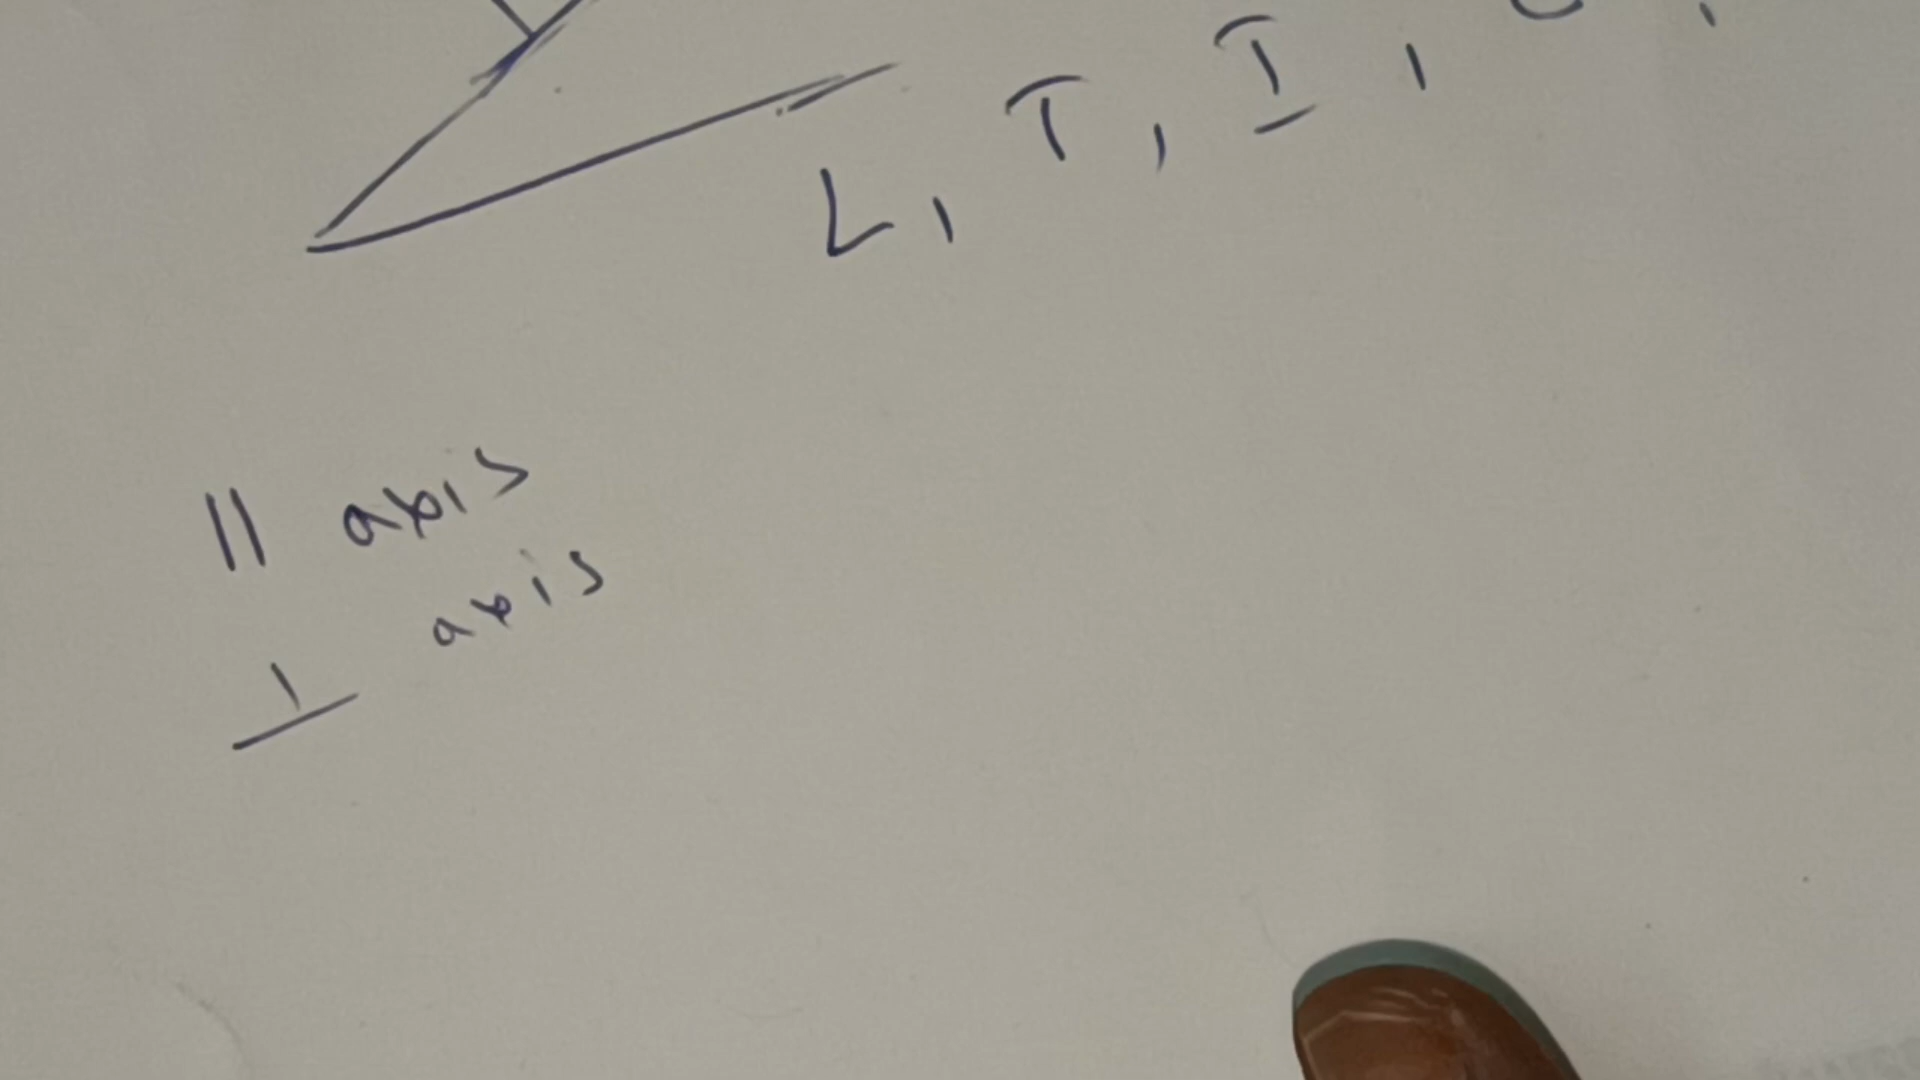 L, T, I,
|| axis
⊥ axis